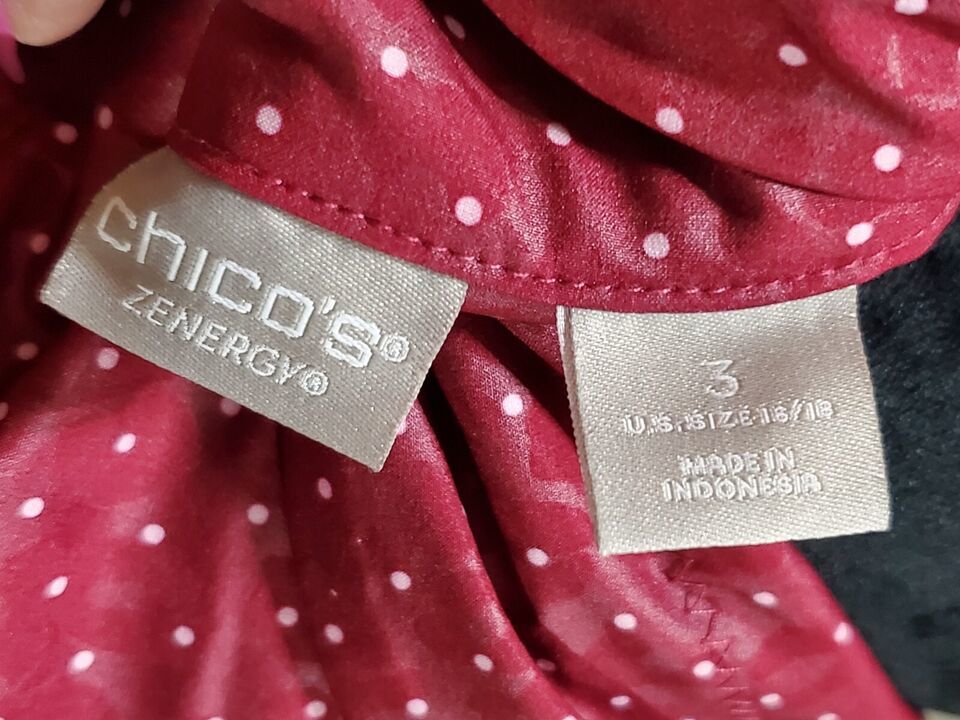 chico's®
ZENERGY®
3
U.S. SIZE 16/18
MADE IN
INDONESIA